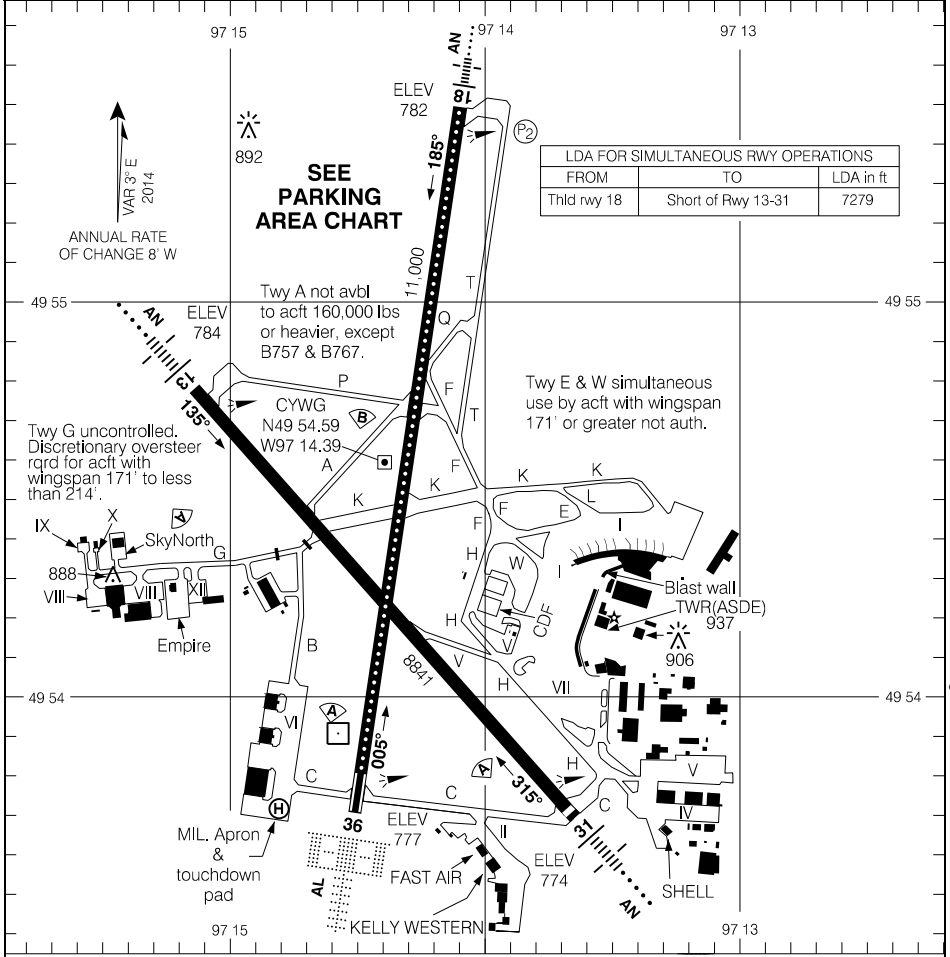 97 15
97 14
97 13
AN
ELEV
782
18
P2
892
185°
VAR 3° E
2014
ANNUAL RATE
OF CHANGE 8' W
SEE
PARKING
AREA CHART
LDA FOR SIMULTANEOUS RWY OPERATIONS
FROM TO LDA in ft
Thld rwy 18 Short of Rwy 13-31 7279
11,000
T
49 55
49 55
AN
ELEV
784
Twy A not avbl
to acft 160,000 lbs
or heavier, except
B757 & B767.
Q
13
135°
P
F
T
Twy E & W simultaneous
use by acft with wingspan
171' or greater not auth.
CYWG
N49 54.59
W97 14.39
B
Twy G uncontrolled.
Discretionary oversteer
rqrd for acft with
wingspan 171' to less
than 214'.
A
F
K
K
K
K
L
F
F
E
I
IX
X
SkyNorth
A
G
H
W
I
888
VIII
VIII
XII
Empire
Blast wall
TWR(ASDE)
937
906
CDF
H
V
V
8841
B
H
VII
49 54
49 54
VI
A
005°
A
315°
H
C
C
C
V
IV
H
36
ELEV
777
II
31
ELEV
774
MIL. Apron
&
touchdown
pad
AL
FAST AIR
KELLY WESTERN
SHELL
AN
97 15
97 13